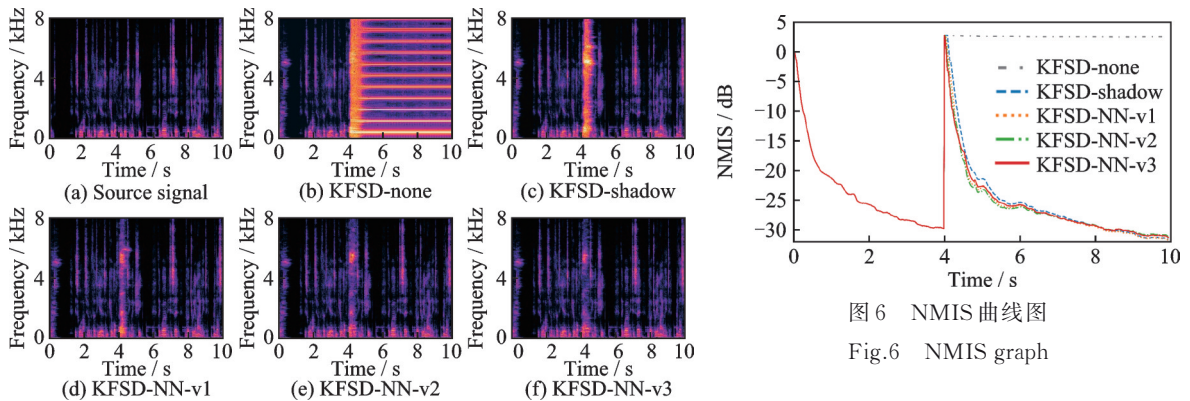 Frequency / kHz
8
4
0
0 2 4 6 8 10
Time / s
(a) Source signal
Frequency / kHz
8
4
0
0 2 4 6 8 10
Time / s
(b) KFSD-none
Frequency / kHz
8
4
0
0 2 4 6 8 10
Time / s
(c) KFSD-shadow
Frequency / kHz
8
4
0
0 2 4 6 8 10
Time / s
(d) KFSD-NN-v1
Frequency / kHz
8
4
0
0 2 4 6 8 10
Time / s
(e) KFSD-NN-v2
Frequency / kHz
8
4
0
0 2 4 6 8 10
Time / s
(f) KFSD-NN-v3
NMIS / dB
5
0
−5
−10
−15
−20
−25
−30
KFSD-none
KFSD-shadow
KFSD-NN-v1
KFSD-NN-v2
KFSD-NN-v3
0 2 4 6 8 10
Time / s
图 6 NMIS 曲线图
Fig.6 NMIS graph